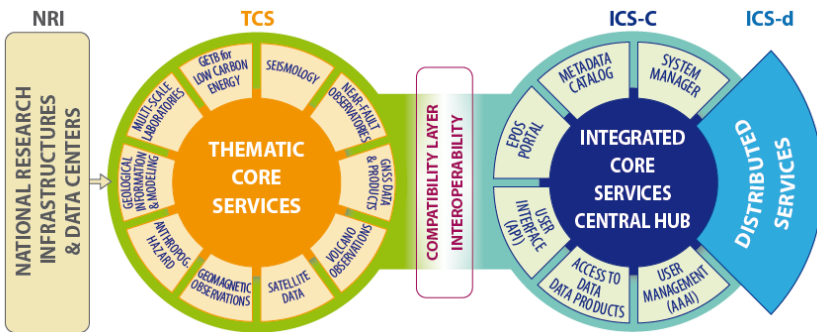 NRI
TCS
ICS-C
ICS-d
NATIONAL RESEARCH
INFRASTRUCTURES
& DATA CENTERS
GETB for
LOW CARBON
ENERGY
SEISMOLOGY
NEAR-FAULT
OBSERVATORIES
GNSS DATA
& PRODUCTS
VOLCANO
OBSERVATIONS
SATELLITE
DATA
GEOMAGNETIC
OBSERVATIONS
ANTHROPOG.
HAZARD
GEOLOGICAL
INFORMATION
& MODELING
MULTI-SCALE
LABORATORIES
THEMATIC
CORE
SERVICES
COMPATIBILITY LAYER
INTEROPERABILITY
METADATA
CATALOG
SYSTEM
MANAGER
EPOS
PORTAL
USER
INTERFACE
(API)
ACCESS TO
DATA
DATA PRODUCTS
USER
MANAGEMENT
(AAAI)
INTEGRATED
CORE
SERVICES
CENTRAL HUB
DISTRIBUTED
SERVICES